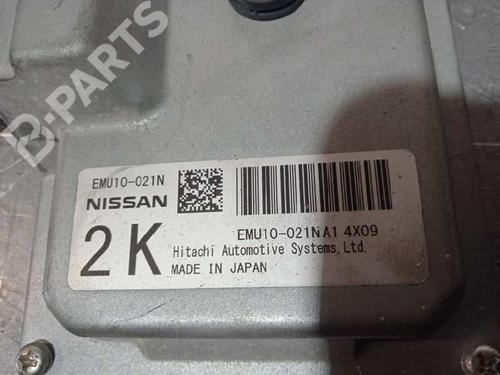 B-PARTS
EMU10-021N
NISSAN
2K
EMU10-021NA1 4X09
Hitachi Automotive Systems,Ltd.
MADE IN JAPAN